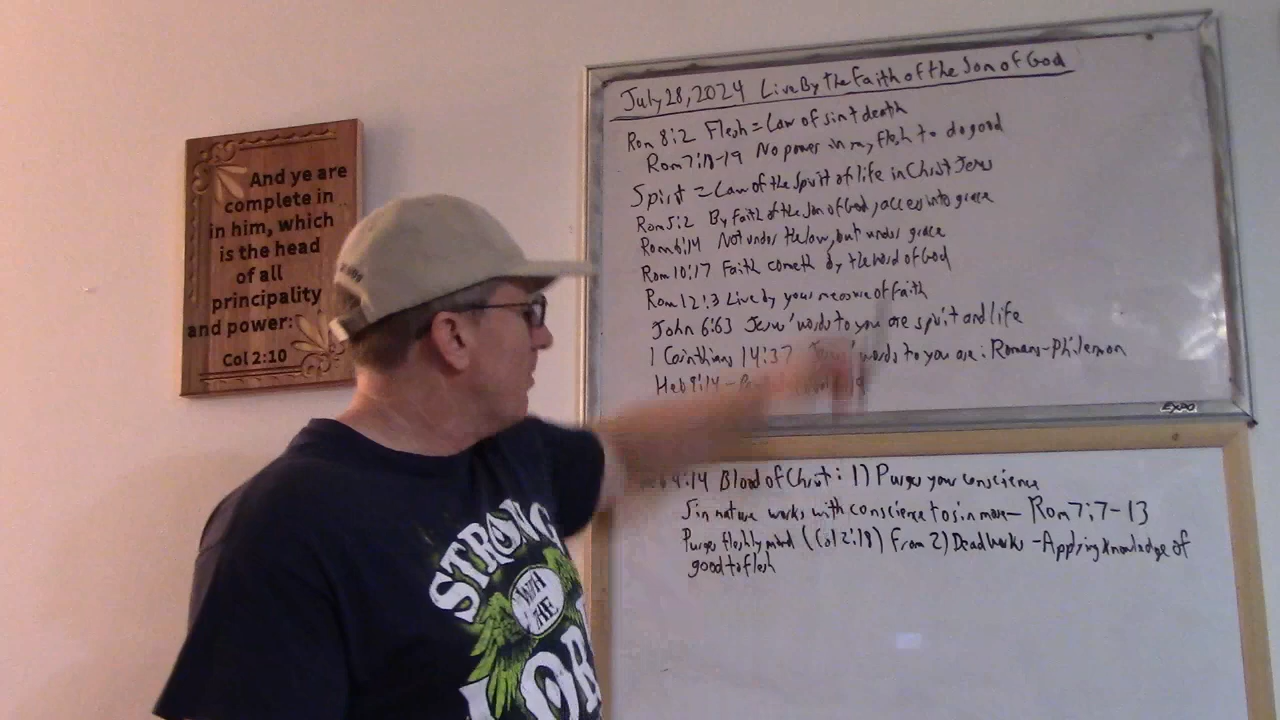 And ye are
complete in
in him, which
is the head
of all
principality
and power:
Col 2:10
July 28, 2024 Live By The Faith of the Son of God
Rom 8:2 Flesh = Law of sin + death
Rom 7:18-19 No power in my flesh to do good
Spirit = Law of the Spirit of life in Christ Jesus
Rom 5:2 By faith of the Son of God, access into grace
Rom 6:14 Not under the law, but under grace
Rom 10:17 Faith cometh by the word of God
Rom 12:3 Live by your measure of faith
John 6:63 Jesus' words to you are spirit and life
1 Corinthians 14:37 Jesus' words to you are: Romans-Philemon
Heb 9:14 -
EXPO
:14 Blood of Christ: 1) Purges your conscience
Sin nature works with conscience to sin more - Rom 7:7-13
Purges fleshly mind (Col 2:18) from 2) Dead works - Applying knowledge of
good to flesh
STRONG
WITH
THE
LORD